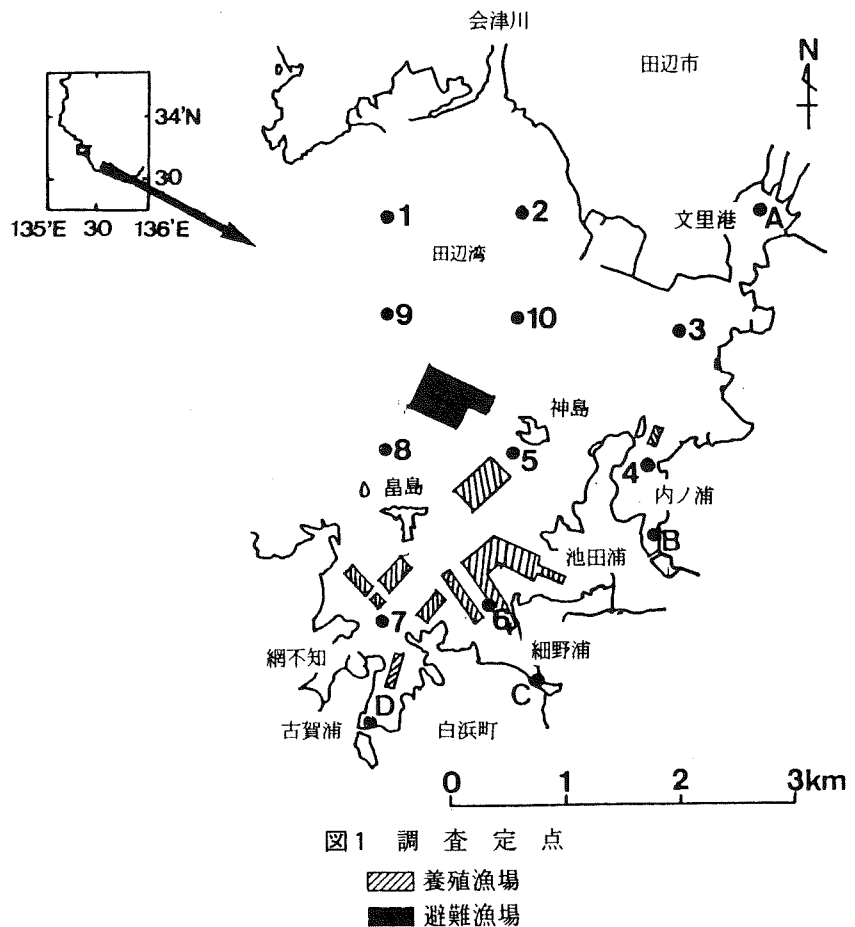 会津川
田辺市
N
34'N
30
135'E 30 136'E
1
2
文里港
A
田辺湾
9
10
3
神島
8
5
4
畠島
内ノ浦
B
池田浦
6
7
網不知
細野浦
C
D
古賀浦
白浜町
0 1 2 3km
図1 調査定点
養殖漁場
避難漁場